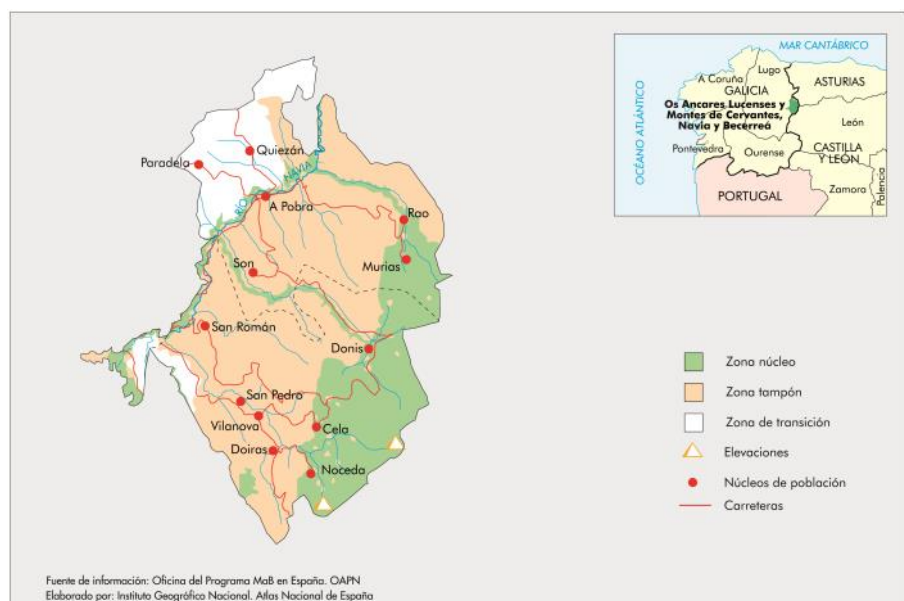 Paradela
Quiezán
RÍO
NAVIA
A Pobra
Rao
Son
Murias
San Román
Donis
San Pedro
Vilanova
Cela
Doiras
Noceda
MAR CANTÁBRICO
OCÉANO ATLÁNTICO
A Coruña
Lugo
ASTURIAS
GALICIA
Os Ancares Lucenses y
Montes de Cervantes,
Navia y Becerreá
León
Pontevedra
Ourense
CASTILLA
Y LEÓN
PORTUGAL
Zamora
Palencia
Zona núcleo
Zona tampón
Zona de transición
Elevaciones
Núcleos de población
Carreteras
Fuente de información: Oficina del Programa MaB en España. OAPN
Elaborado por: Instituto Geográfico Nacional. Atlas Nacional de España